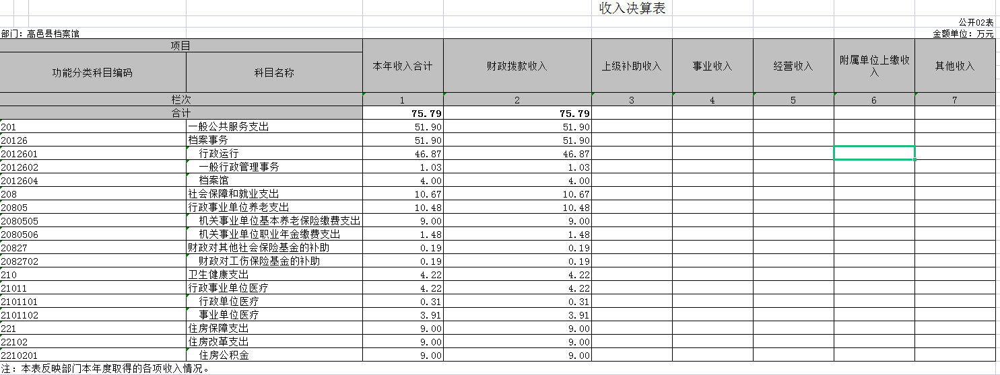 收入决算表
公开02表
部门：高邑县档案馆 金额单位：万元
项目 本年收入合计 财政拨款收入 上级补助收入 事业收入 经营收入 附属单位上缴收入 其他收入
功能分类科目编码 科目名称
栏次 1 2 3 4 5 6 7
合计 75.79 75.79
201 一般公共服务支出 51.90 51.90
20126 档案事务 51.90 51.90
2012601 行政运行 46.87 46.87
2012602 一般行政管理事务 1.03 1.03
2012604 档案馆 4.00 4.00
208 社会保障和就业支出 10.67 10.67
20805 行政事业单位养老支出 10.48 10.48
2080505 机关事业单位基本养老保险缴费支出 9.00 9.00
2080506 机关事业单位职业年金缴费支出 1.48 1.48
20827 财政对其他社会保险基金的补助 0.19 0.19
2082702 财政对工伤保险基金的补助 0.19 0.19
210 卫生健康支出 4.22 4.22
21011 行政事业单位医疗 4.22 4.22
2101101 行政单位医疗 0.31 0.31
2101102 事业单位医疗 3.91 3.91
221 住房保障支出 9.00 9.00
22102 住房改革支出 9.00 9.00
2210201 住房公积金 9.00 9.00
注：本表反映部门本年度取得的各项收入情况。